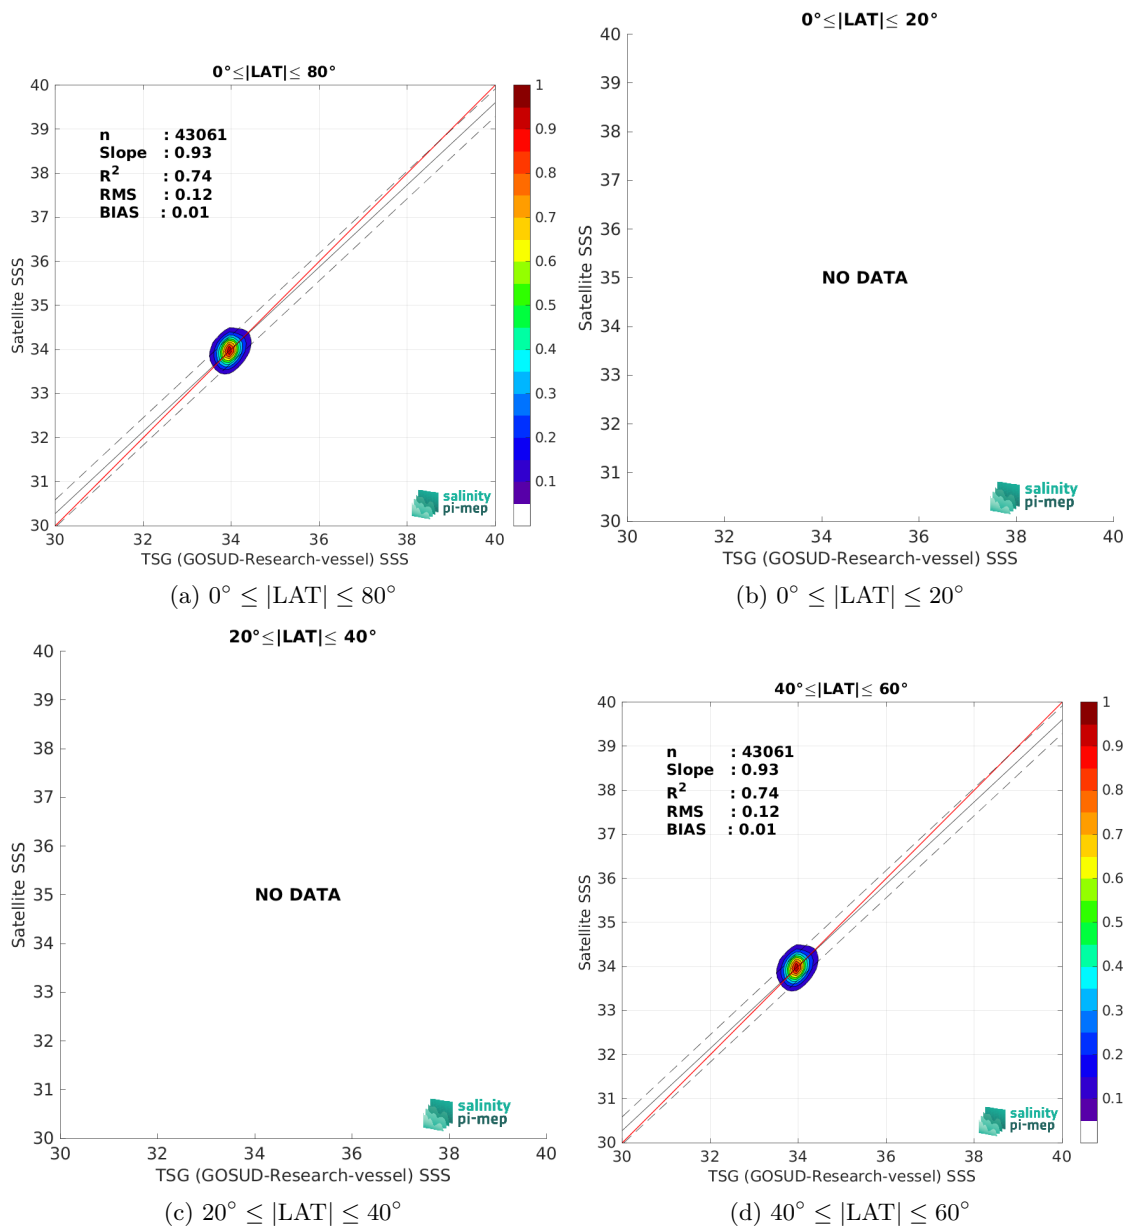 0°≤|LAT|≤ 80°
40
39
38
37
36
35
34
33
32
31
30
Satellite SSS
n : 43061
Slope : 0.93
R² : 0.74
RMS : 0.12
BIAS : 0.01
salinity
pi-mep
30 32 34 36 38 40
TSG (GOSUD-Research-vessel) SSS
1
0.9
0.8
0.7
0.6
0.5
0.4
0.3
0.2
0.1
(a) 0° ≤ |LAT| ≤ 80°
0°≤|LAT|≤ 20°
40
39
38
37
36
35
34
33
32
31
30
Satellite SSS
NO DATA
salinity
pi-mep
30 32 34 36 38 40
TSG (GOSUD-Research-vessel) SSS
(b) 0° ≤ |LAT| ≤ 20°
20°≤|LAT|≤ 40°
40
39
38
37
36
35
34
33
32
31
30
Satellite SSS
NO DATA
salinity
pi-mep
30 32 34 36 38 40
TSG (GOSUD-Research-vessel) SSS
(c) 20° ≤ |LAT| ≤ 40°
40°≤|LAT|≤ 60°
40
39
38
37
36
35
34
33
32
31
30
Satellite SSS
n : 43061
Slope : 0.93
R² : 0.74
RMS : 0.12
BIAS : 0.01
salinity
pi-mep
30 32 34 36 38 40
TSG (GOSUD-Research-vessel) SSS
1
0.9
0.8
0.7
0.6
0.5
0.4
0.3
0.2
0.1
(d) 40° ≤ |LAT| ≤ 60°